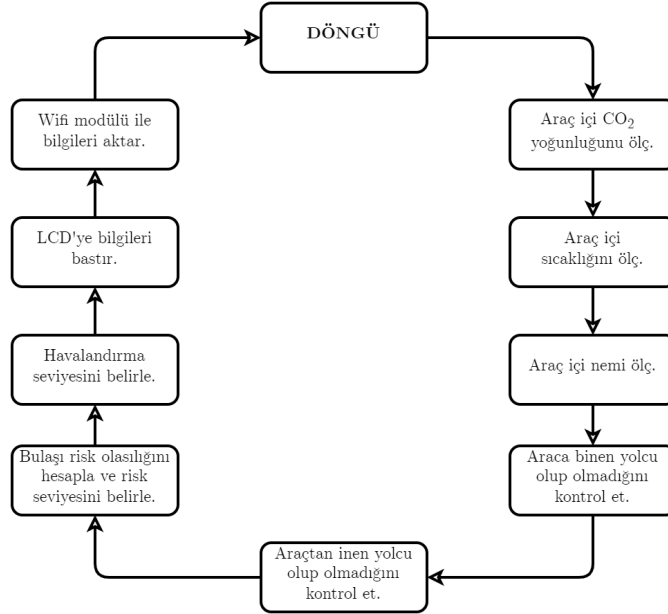 DÖNGÜ
Araç içi CO₂
yoğunluğunu ölç.
Araç içi
sıcaklığını ölç.
Araç içi nemi ölç.
Araca binen yolcu
olup olmadığını
kontrol et.
Araçtan inen yolcu
olup olmadığını
kontrol et.
Bulaşı risk olasılığını
hesapla ve risk
seviyesini belirle.
Havalandırma
seviyesini belirle.
LCD'ye bilgileri
bastır.
Wifi modülü ile
bilgileri aktar.